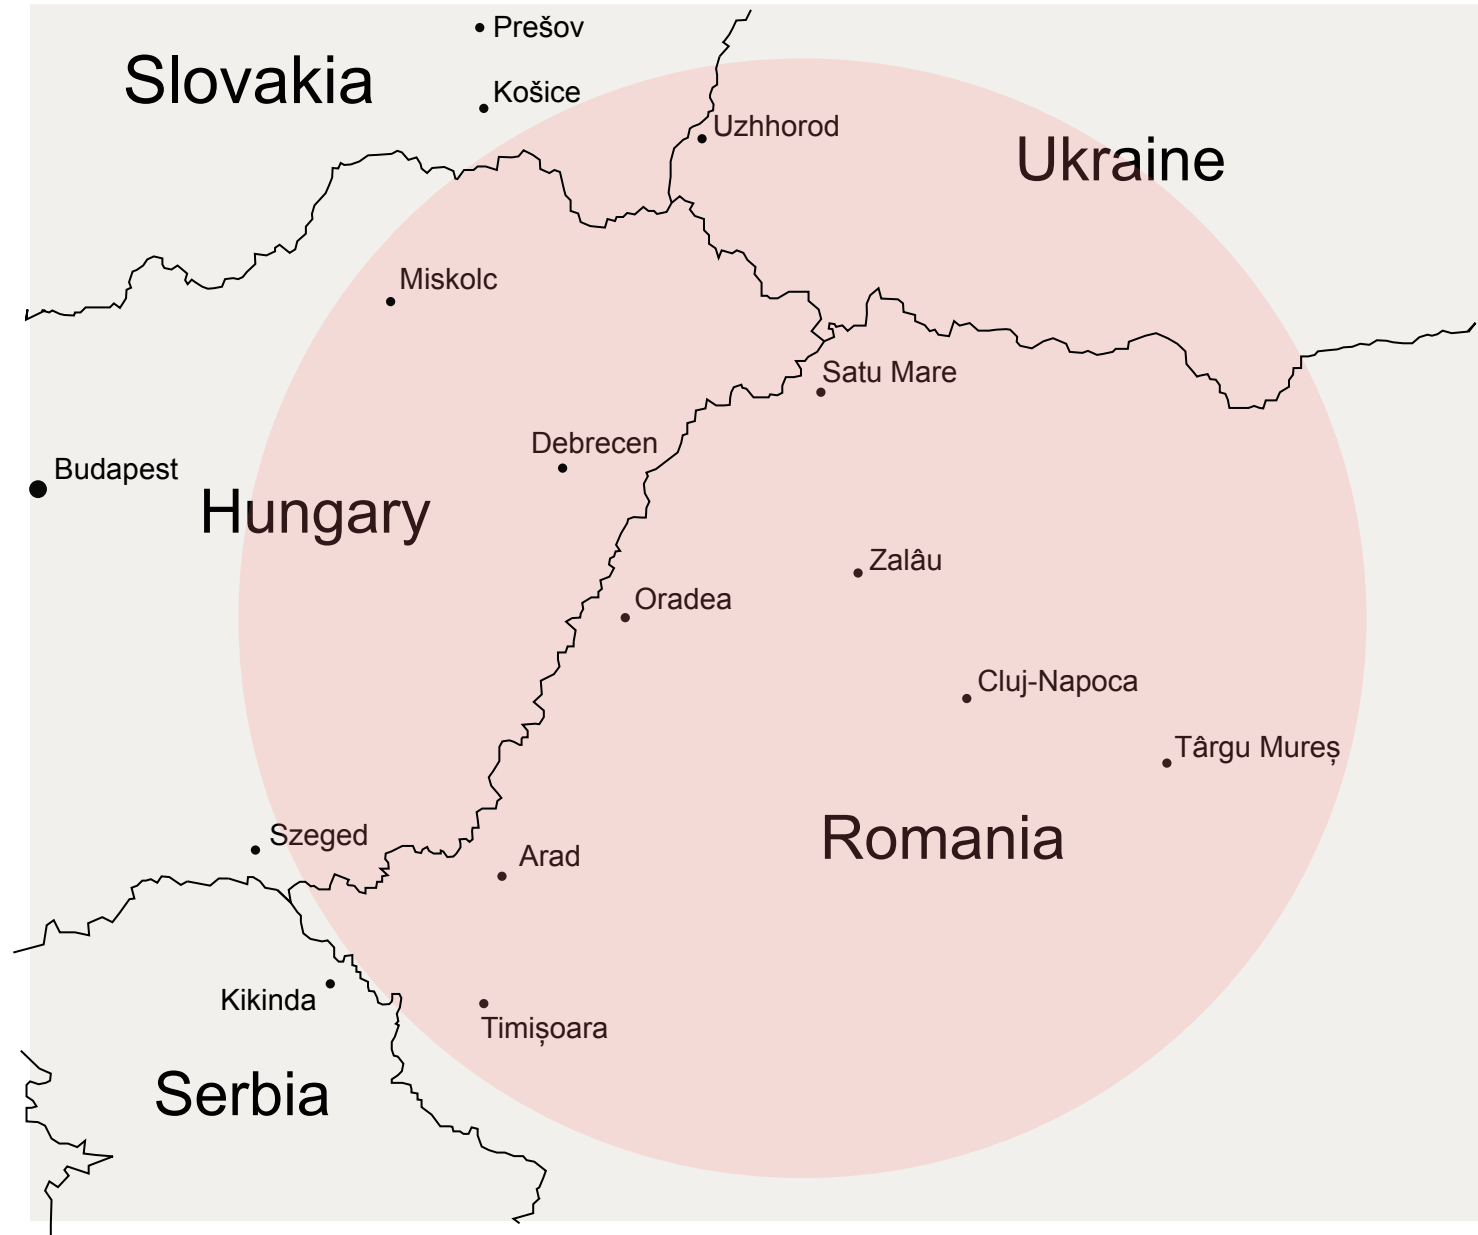 Prešov
Slovakia
Košice
Uzhhorod
Ukraine
Miskolc
Satu Mare
Debrecen
Budapest
Hungary
Zalâu
Oradea
Cluj-Napoca
Târgu Mureș
Szeged
Romania
Arad
Kikinda
Timișoara
Serbia